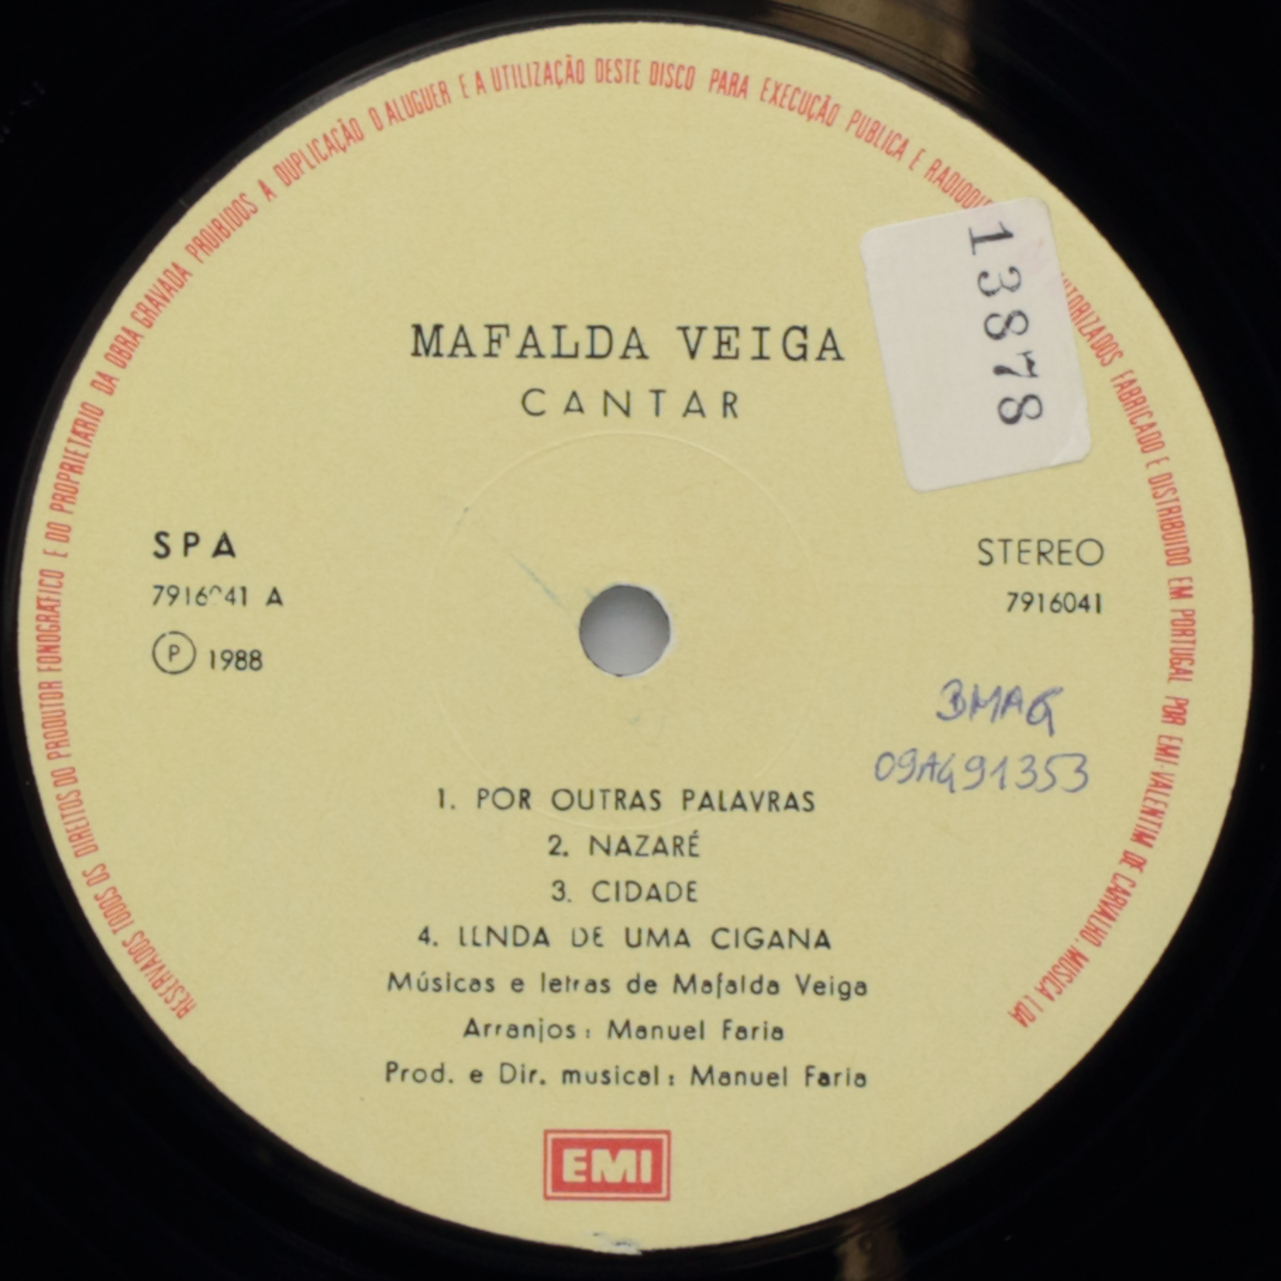 RESERVADOS TODOS OS DIREITOS DO PRODUTOR FONOGRÁFICO E DO PROPRIETÁRIO DA OBRA GRAVADA PROIBIDOS A DUPLICAÇÃO O ALUGUER E A UTILIZAÇÃO DESTE DISCO PARA EXECUÇÃO PUBLICA E FABRICADO E DISTRIBUIDO EM PORTUGAL POR EMI-VALENTIM DE CARVALHO, MUSICA LDA
13878
MAFALDA VEIGA
CANTAR
SPA
STEREO
7916041 A
7916041
Ⓟ 1988
BMAG
09A491353
1. POR OUTRAS PALAVRAS
2. NAZARÉ
3. CIDADE
4. LENDA DE UMA CIGANA
Músicas e letras de Mafalda Veiga
Arranjos: Manuel Faria
Prod. e Dir. musical: Manuel Faria
EMI